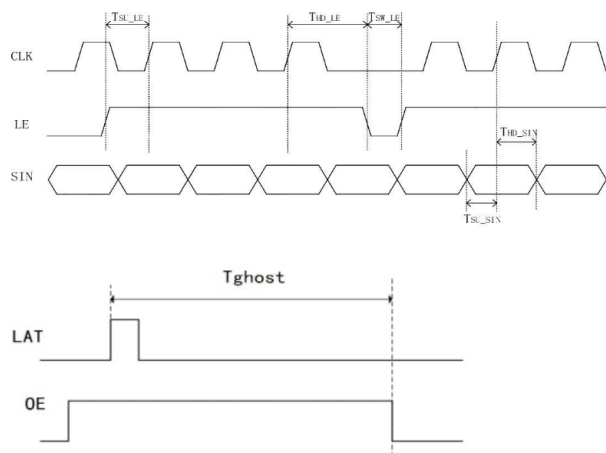 TSU_LE THD_LE TSW_LE
CLK
LE
THD_SIN
SIN
TSU_SIN
Tghost
LAT
OE